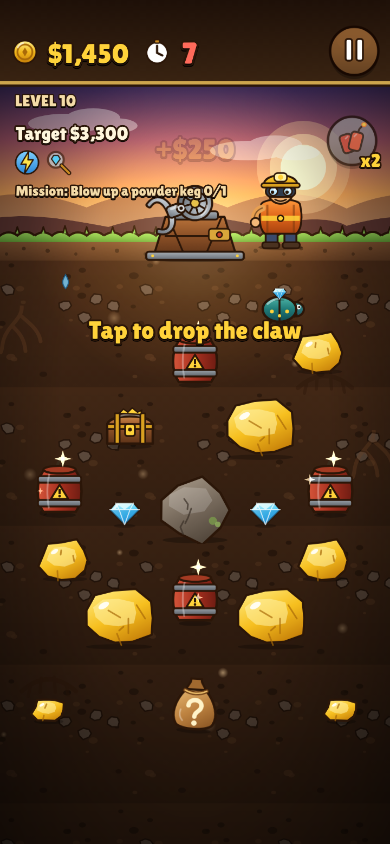 $1,450 7
LEVEL 10
Target $3,300
+$250
x2
Mission: Blow up a powder keg 0/1
Tap to drop the claw
?